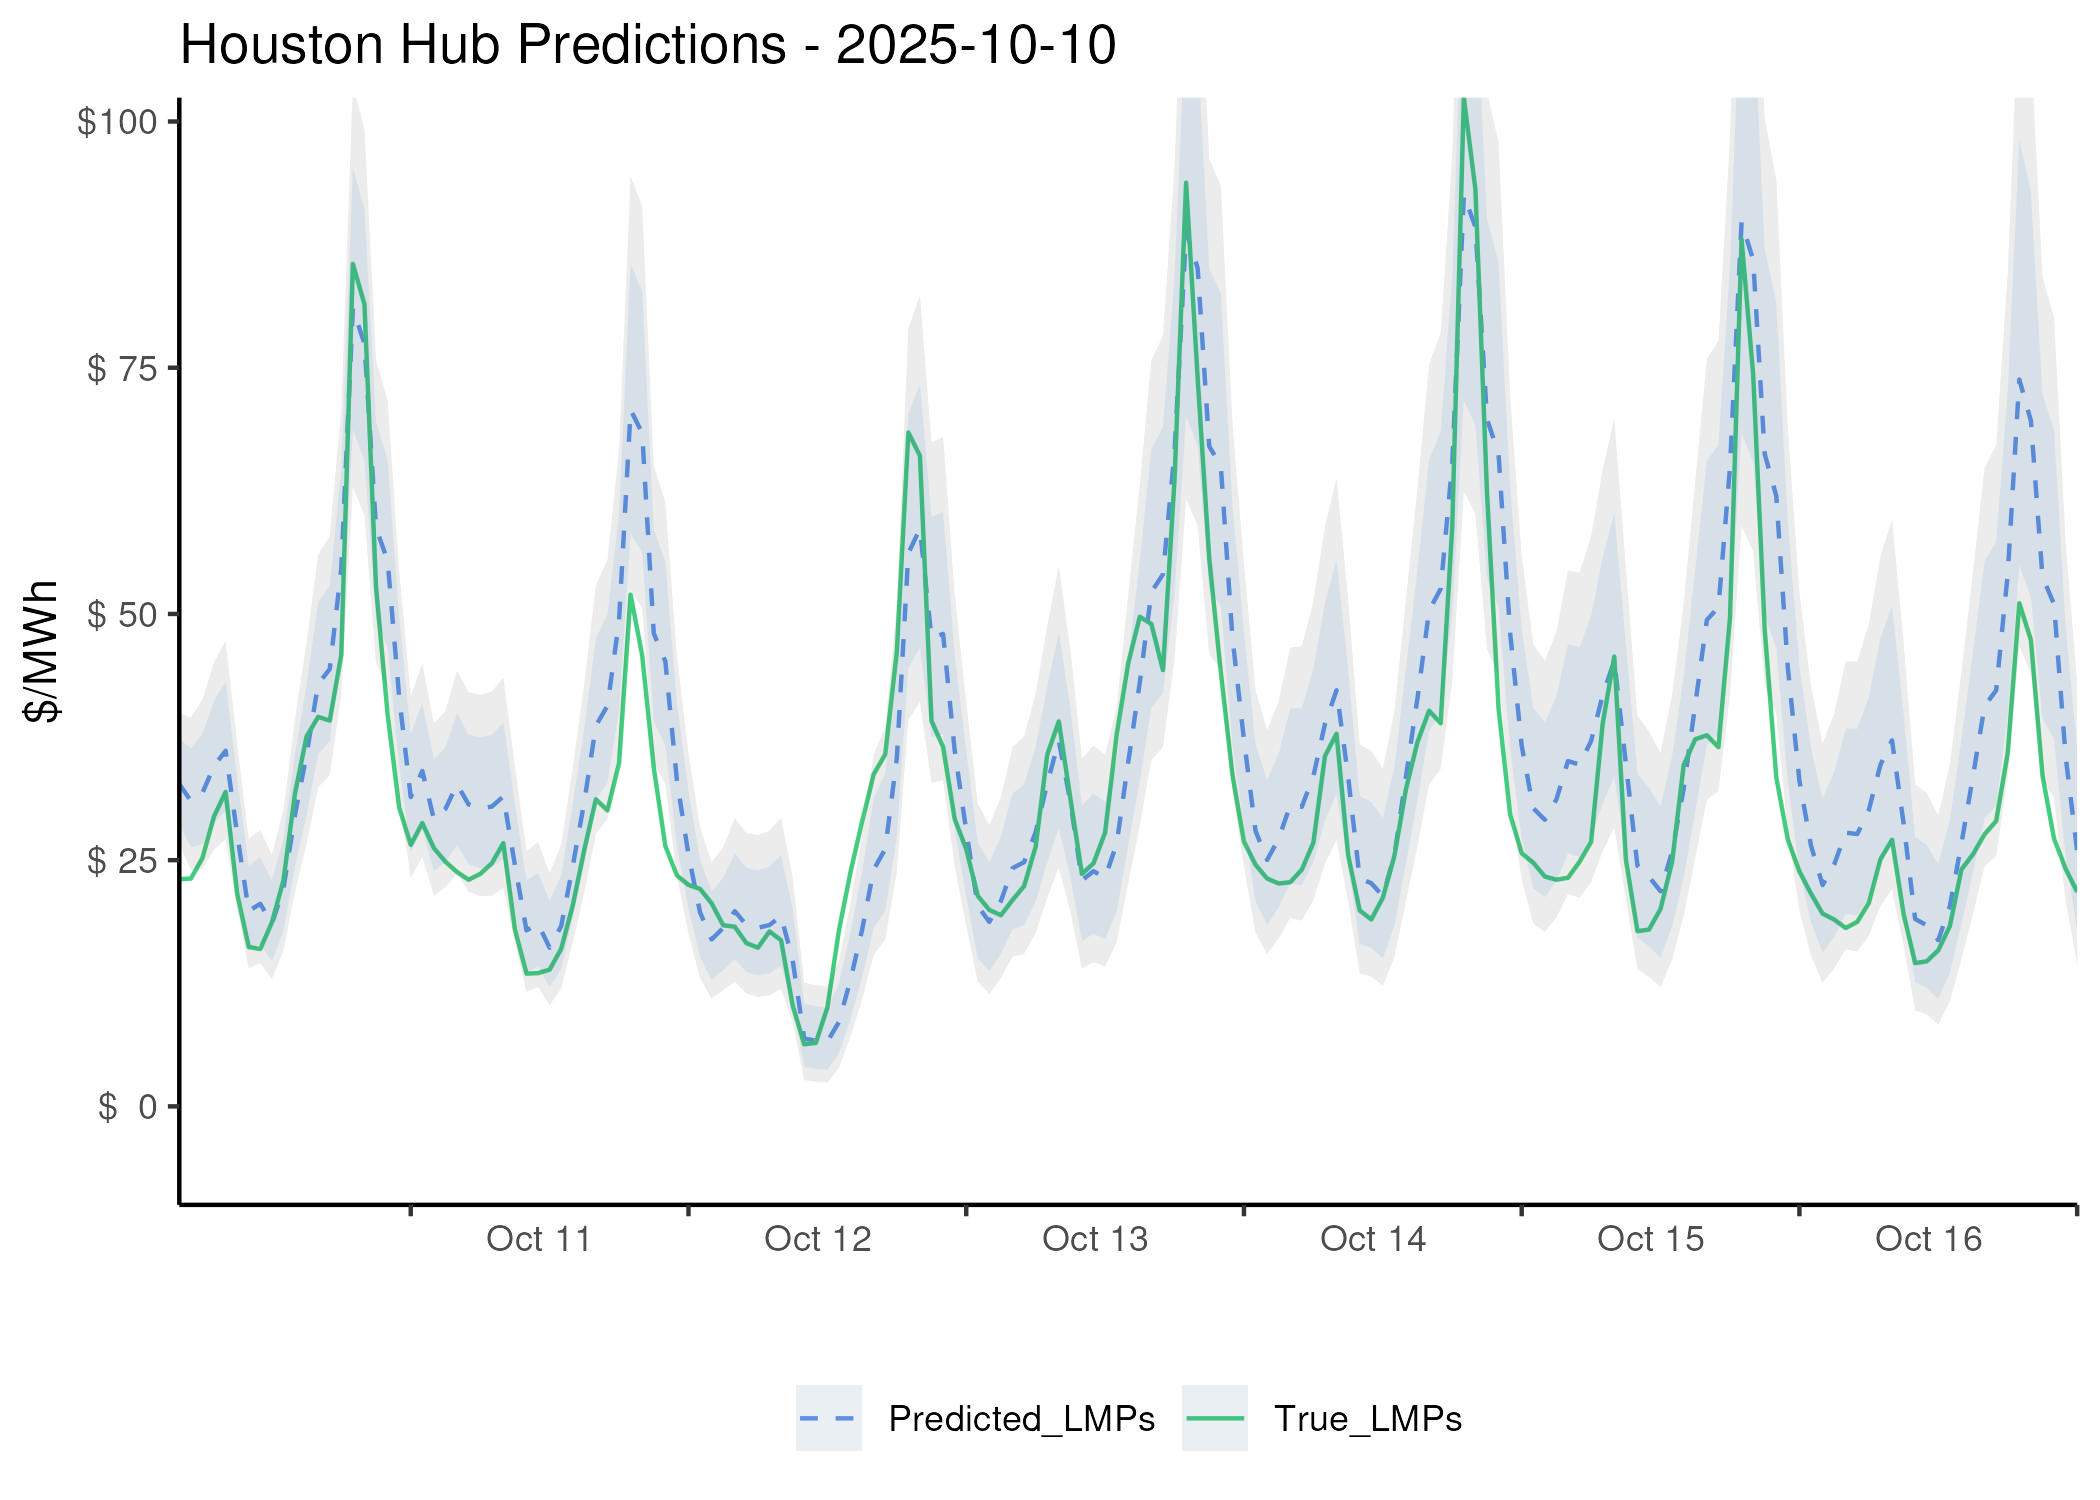 Houston Hub Predictions - 2025-10-10
$100
$ 75
$ 50
$ 25
$ 0
$/MWh
Oct 11
Oct 12
Oct 13
Oct 14
Oct 15
Oct 16
Predicted_LMPs
True_LMPs